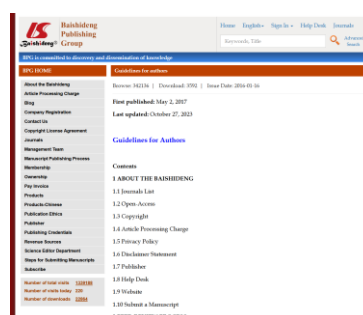 Baishideng
Publishing
Baishideng® Group
Home English Sign In Help Desk Journals
Keywords, Title
Advanced
Search
BPG is committed to discovery and dissemination of knowledge
BPG HOME
Guidelines for authors
About the Baishideng
Article Processing Charge
Blog
Company Registration
Contact Us
Copyright License Agreement
Journals
Management Team
Manuscript Publishing Process
Membership
Ownership
Pay Invoice
Products
Products-Chinese
Publication Ethics
Publisher
Publishing Credentials
Revenue Sources
Science Editor Department
Steps for Submitting Manuscripts
Subscribe
Number of total visits
Number of visits today
Number of downloads
First published: May 2, 2017
Last updated: October 27, 2023
Guidelines for Authors
Contents
1 ABOUT THE BAISHIDENG
1.1 Journals List
1.2 Open-Access
1.3 Copyright
1.4 Article Processing Charge
1.5 Privacy Policy
1.6 Disclaimer Statement
1.7 Publisher
1.8 Help Desk
1.9 Website
1.10 Submit a Manuscript